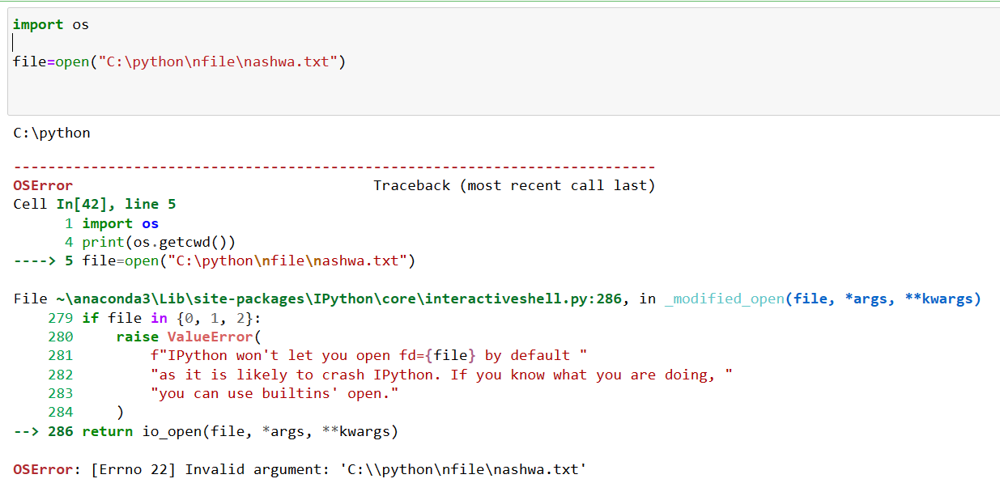 import os
file=open("C:\python\nfile\nashwa.txt")
C:\python
---------------------------------------------------------------------------
OSError Traceback (most recent call last)
Cell In[42], line 5
1 import os
4 print(os.getcwd())
----> 5 file=open("C:\python\nfile\nashwa.txt")
File ~\anaconda3\Lib\site-packages\IPython\core\interactiveshell.py:286, in _modified_open(file, *args, **kwargs)
279 if file in {0, 1, 2}:
280 raise ValueError(
281 f"IPython won't let you open fd={file} by default "
282 "as it is likely to crash IPython. If you know what you are doing, "
283 "you can use builtins' open."
284 )
--> 286 return io_open(file, *args, **kwargs)
OSError: [Errno 22] Invalid argument: 'C:\\python\nfile\nashwa.txt'